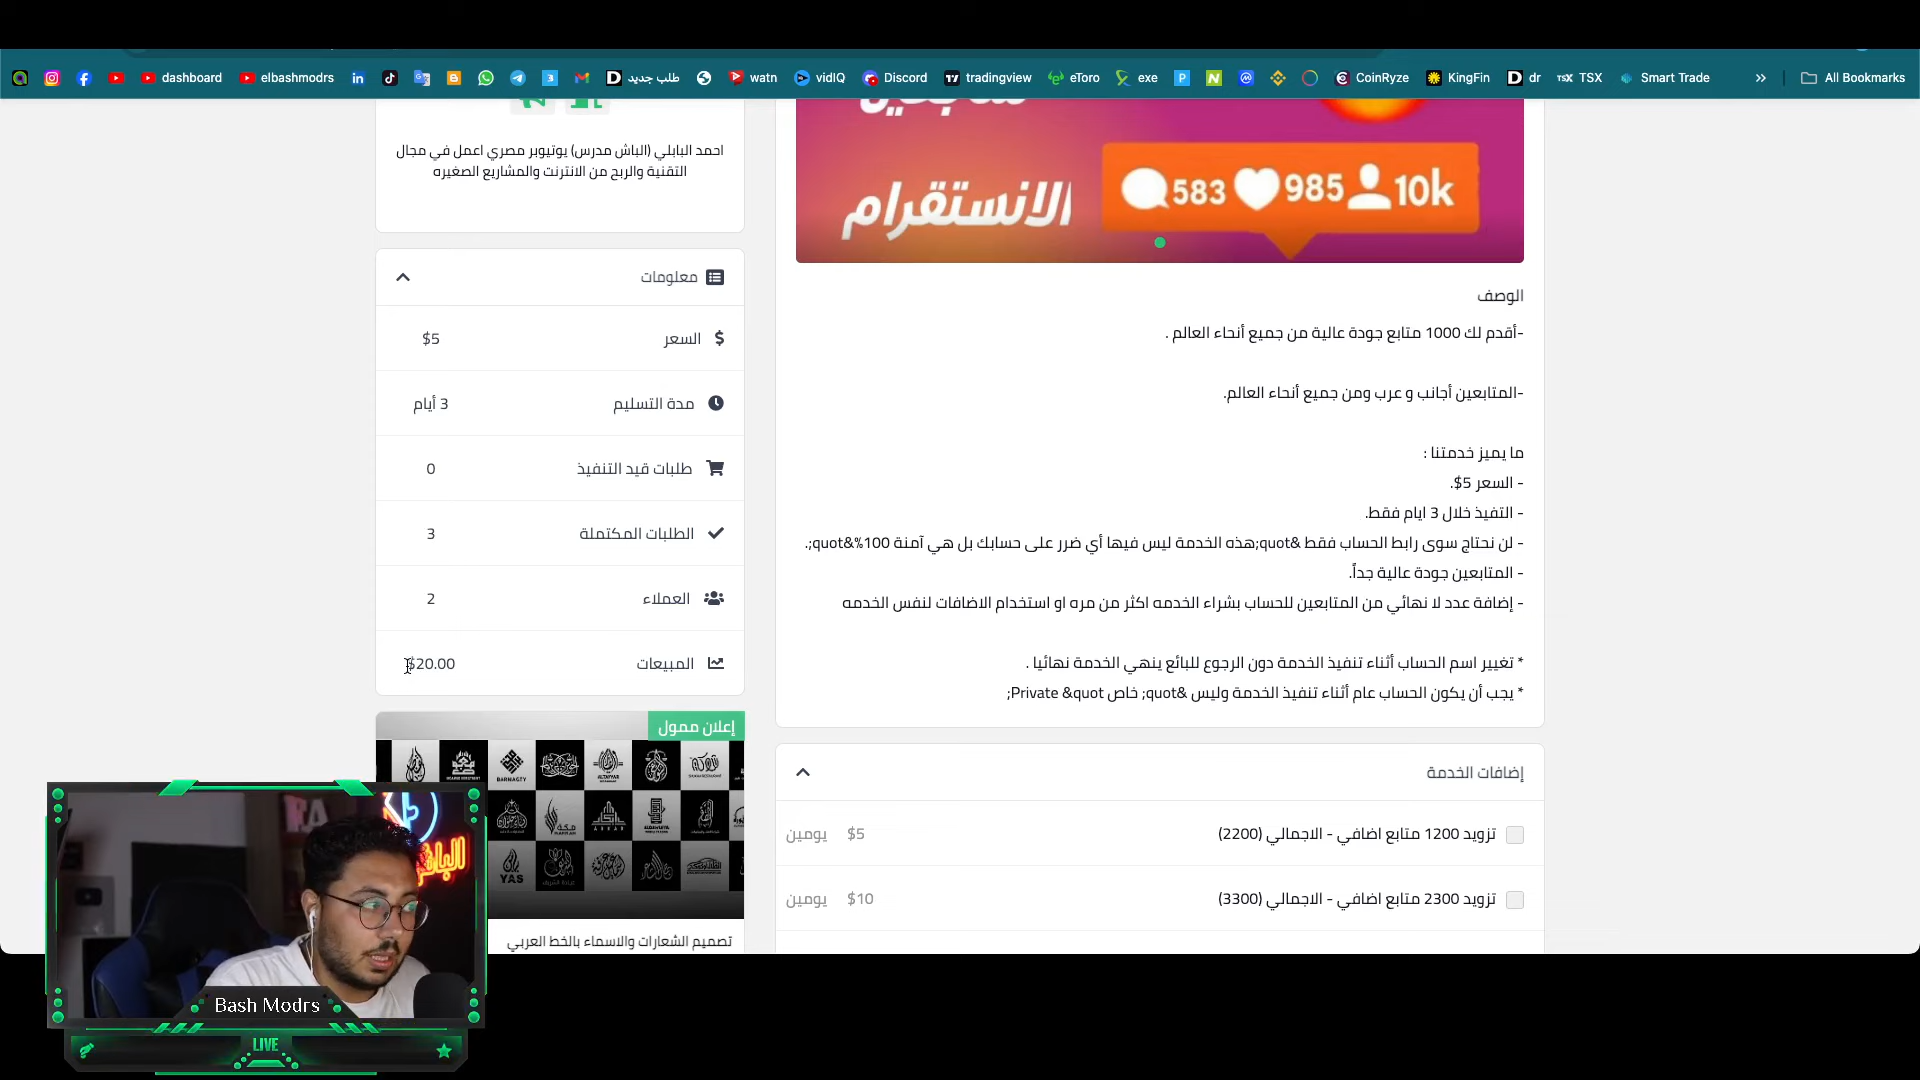 dashboard
elbashmodrs
طلب جديد
watn
vidIQ
Discord
tradingview
eToro
exe
CoinRyze
KingFin
dr
TSX
Smart Trade
All Bookmarks
احمد البابلي (الباش مدرس) يوتيوبر مصري اعمل في مجال
التقنية والربح من الانترنت والمشاريع الصغيره
معلومات
السعر $5
مدة التسليم 3 أيام
طلبات قيد التنفيذ 0
الطلبات المكتملة 3
العملاء 2
المبيعات $20.00
إعلان ممول
YAS
تصميم الشعارات والاسماء بالخط العربي
متابعين
الانستقرام
583 985 10k
الوصف
-أقدم لك 1000 متابع جودة عالية من جميع أنحاء العالم .
-المتابعين أجانب و عرب ومن جميع أنحاء العالم.
ما يميز خدمتنا :
- السعر 5$.
- التفيذ خلال 3 ايام فقط.
- لن نحتاج سوى رابط الحساب فقط &quot;هذه الخدمة ليس فيها أي ضرر على حسابك بل هي آمنة 100%&quot;.
- المتابعين جودة عالية جداً.
- إضافة عدد لا نهائي من المتابعين للحساب بشراء الخدمه اكثر من مره او استخدام الاضافات لنفس الخدمه
* تغيير اسم الحساب أثناء تنفيذ الخدمة دون الرجوع للبائع ينهي الخدمة نهائيا .
* يجب أن يكون الحساب عام أثناء تنفيذ الخدمة وليس &quot; خاص Private &quot;
إضافات الخدمة
تزويد 1200 متابع اضافي - الاجمالي (2200) $5 يومين
تزويد 2300 متابع اضافي - الاجمالي (3300) $10 يومين
Bash Modrs
LIVE